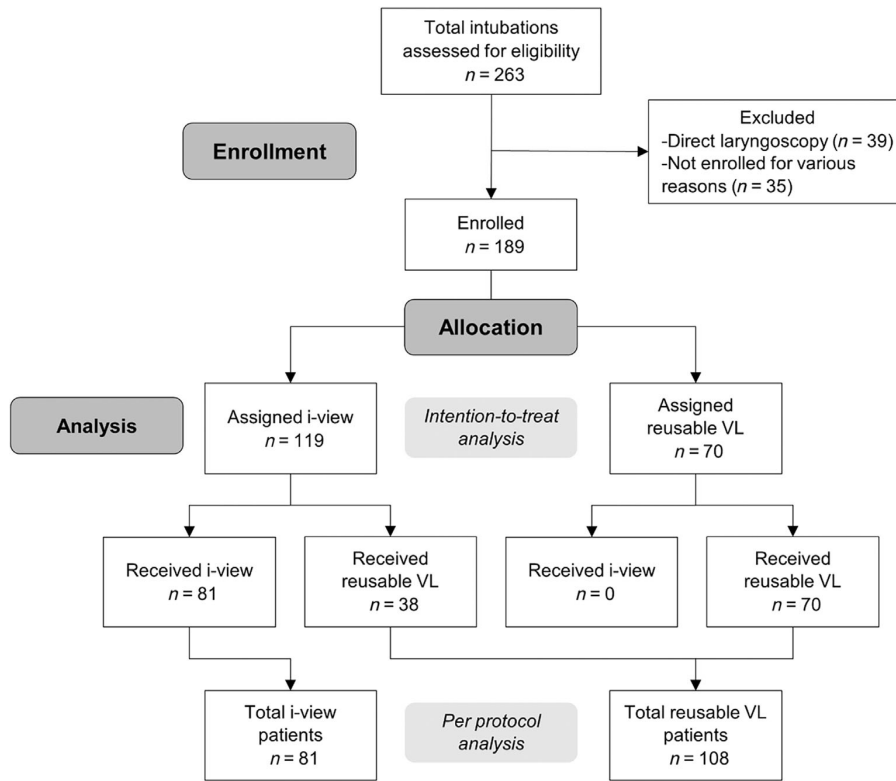 Total intubations
assessed for eligibility
n = 263
Enrollment
Excluded
-Direct laryngoscopy (n = 39)
-Not enrolled for various
reasons (n = 35)
Enrolled
n = 189
Allocation
Analysis
Assigned i-view
n = 119
Intention-to-treat
analysis
Assigned
reusable VL
n = 70
Received i-view
n = 81
Received
reusable VL
n = 38
Received i-view
n = 0
Received
reusable VL
n = 70
Total i-view
patients
n = 81
Per protocol
analysis
Total reusable VL
patients
n = 108